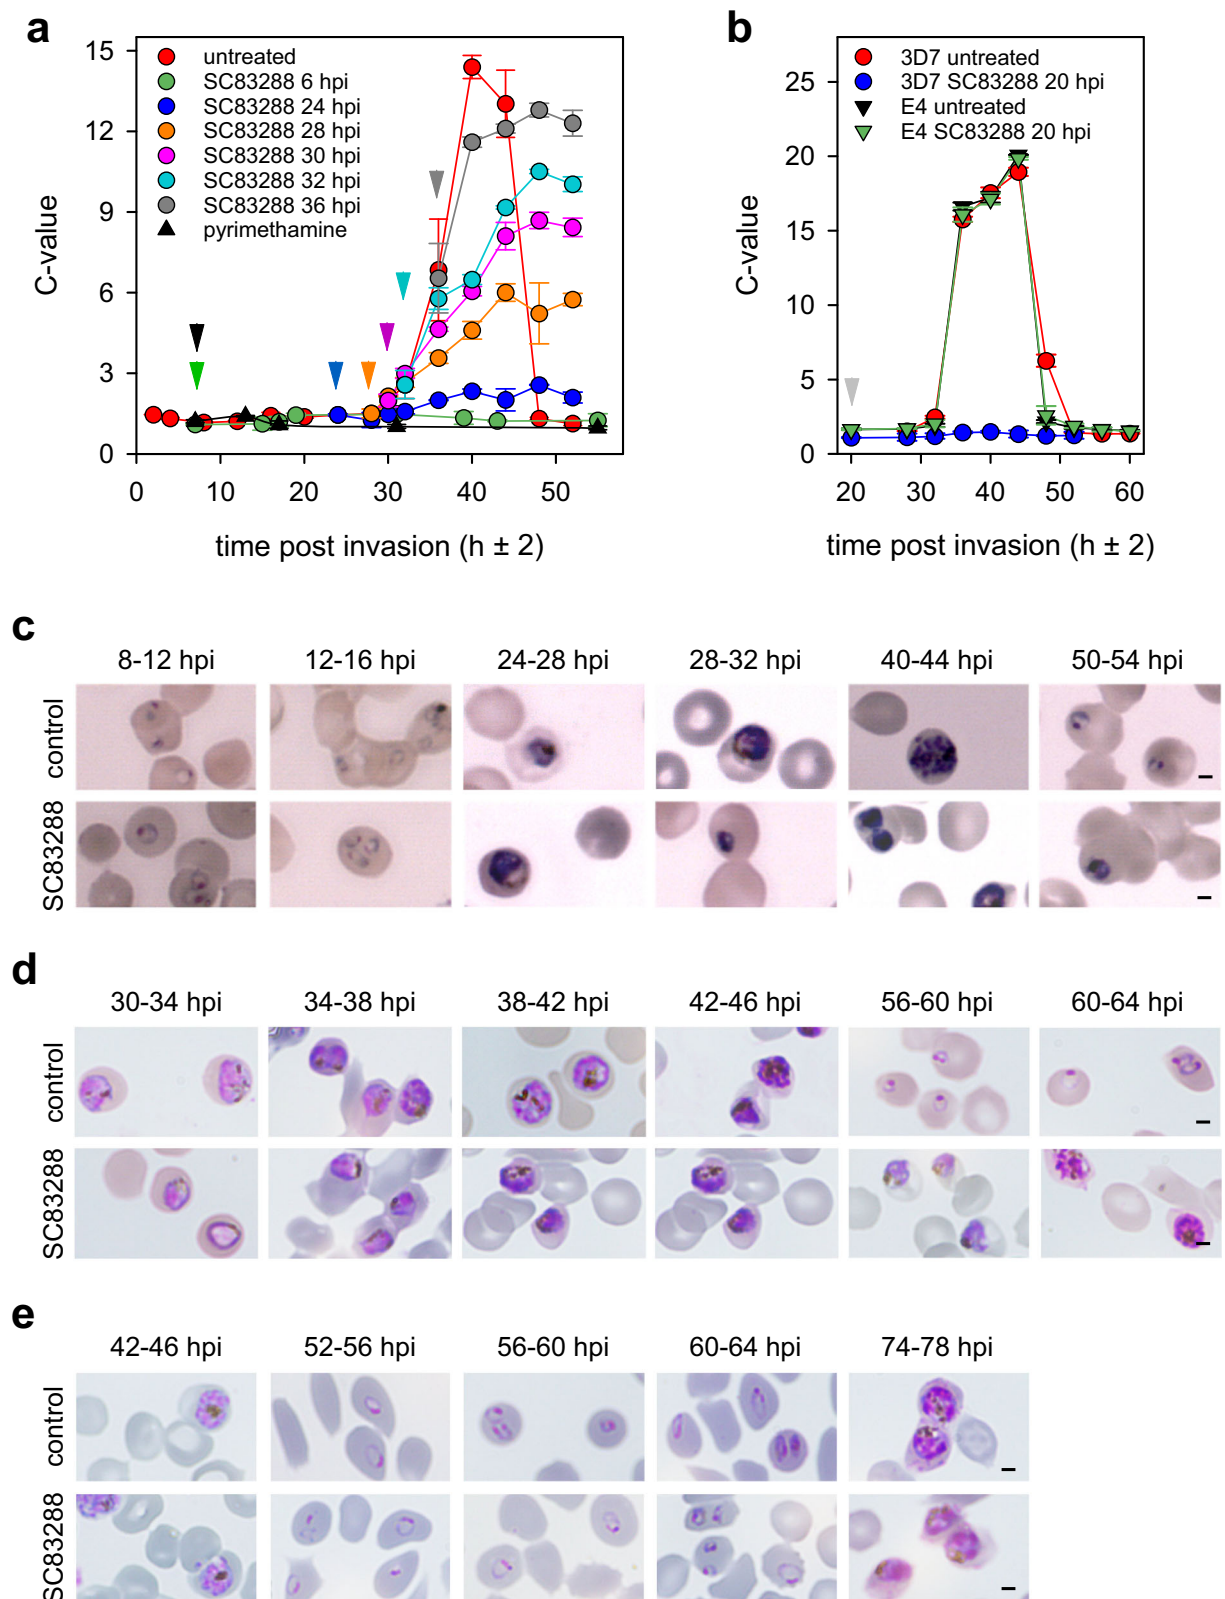 a
15
12
9
6
3
0
C-value
untreated
SC83288 6 hpi
SC83288 24 hpi
SC83288 28 hpi
SC83288 30 hpi
SC83288 32 hpi
SC83288 36 hpi
pyrimethamine
0 10 20 30 40 50
time post invasion (h ± 2)
b
25
20
15
10
5
0
C-value
3D7 untreated
3D7 SC83288 20 hpi
E4 untreated
E4 SC83288 20 hpi
20 30 40 50 60
time post invasion (h ± 2)
c
8-12 hpi 12-16 hpi 24-28 hpi 28-32 hpi 40-44 hpi 50-54 hpi
control
SC83288
d
30-34 hpi 34-38 hpi 38-42 hpi 42-46 hpi 56-60 hpi 60-64 hpi
control
SC83288
e
42-46 hpi 52-56 hpi 56-60 hpi 60-64 hpi 74-78 hpi
control
SC83288